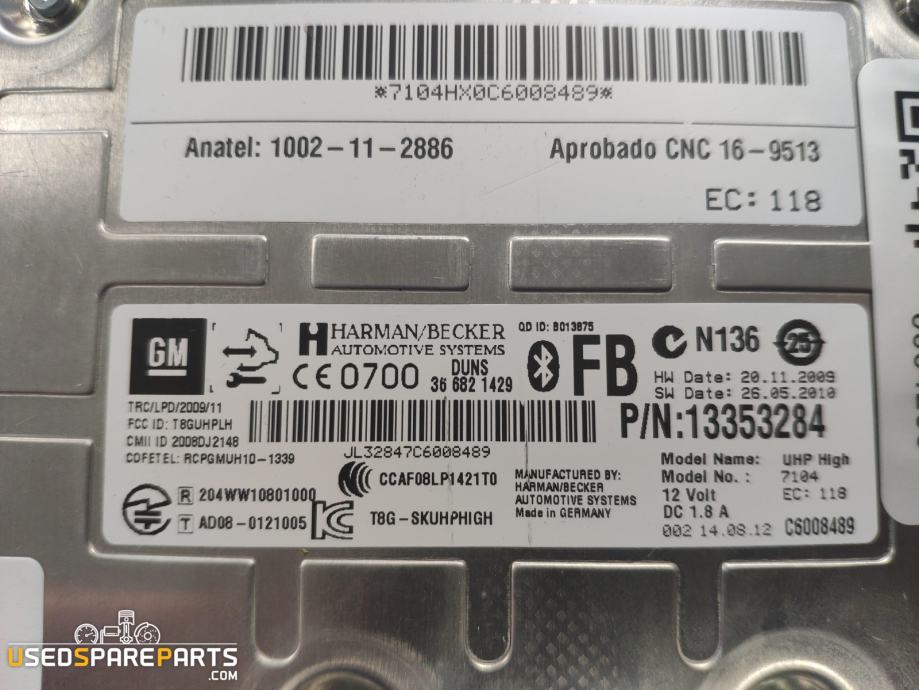 *7104HX0C6008489*
Anatel: 1002-11-2886 Aprobado CNC 16-9513
EC: 118
GM
HARMAN/BECKER
AUTOMOTIVE SYSTEMS
QD ID: B013875
FB
N136
25
CE 0700
DUNS
36 682 1429
HW Date: 20.11.2009
SW Date: 26.05.2010
TRC/LPD/2009/11
FCC ID: T8GUHPLH
CMII ID 2008DJ2148
COFETEL: RCPGMUH10-1339
JL32847C6008489
P/N:13353284
R 204WW10801000
T AD08-0121005
CCAF08LP1421T0
T8G-SKUHPHIGH
MANUFACTURED BY:
HARMAN/BECKER
AUTOMOTIVE SYSTEMS
Made in GERMANY
Model Name: UHP High
Model No.: 7104
12 Volt EC: 118
DC 1.8 A
002 14.08.12 C6008489
USEDSPAREPARTS
.COM